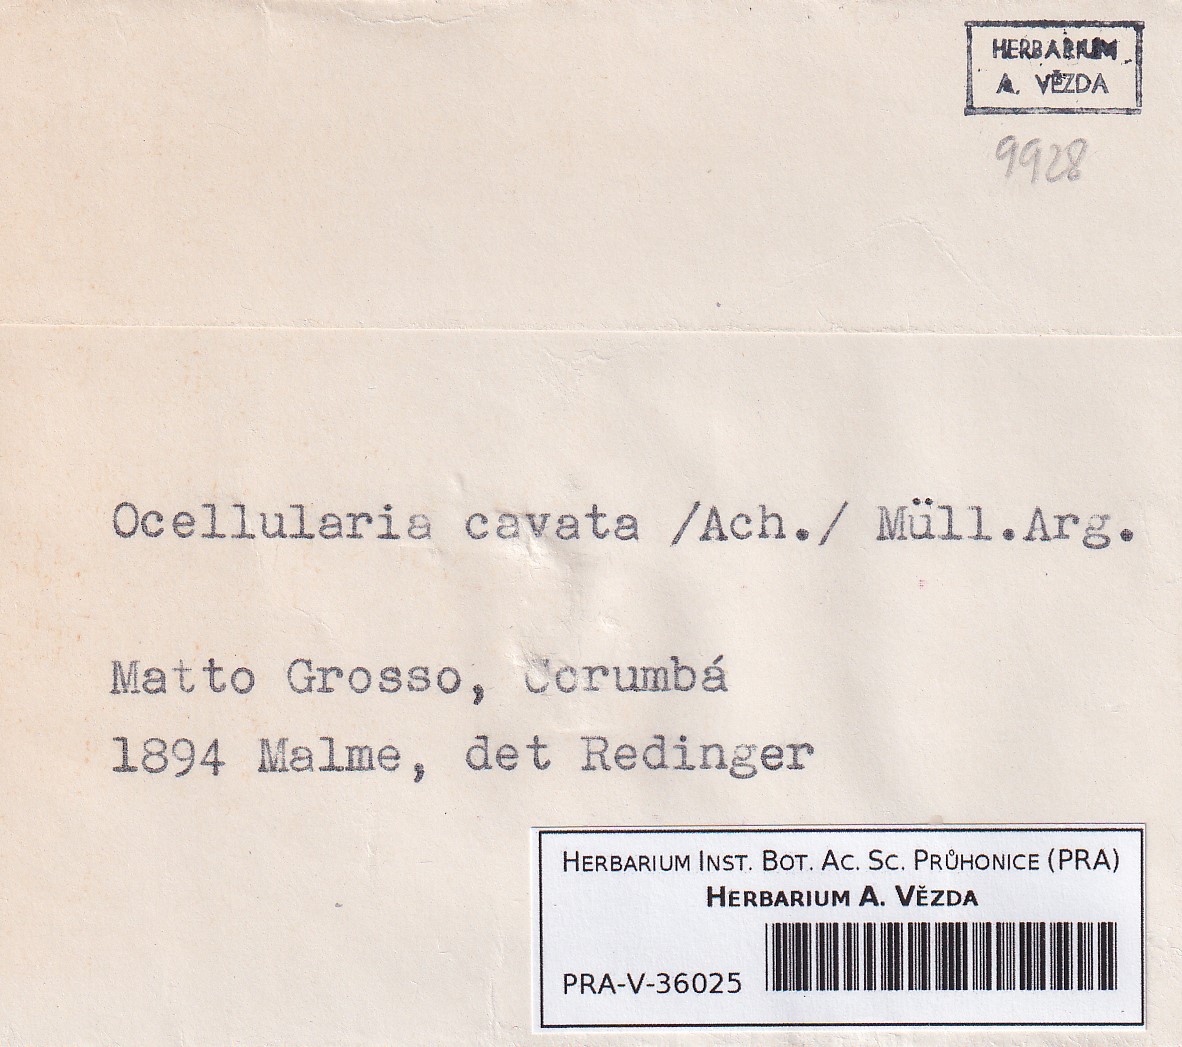 HERBARIUM
A. VĚZDA
9928
Ocellularia cavata /Ach./ Müll.Arg.
Matto Grosso, Corumbá
1894 Malme, det Redinger
HERBARIUM INST. BOT. AC. SC. PRŮHONICE (PRA)
HERBARIUM A. VĚZDA
PRA-V-36025